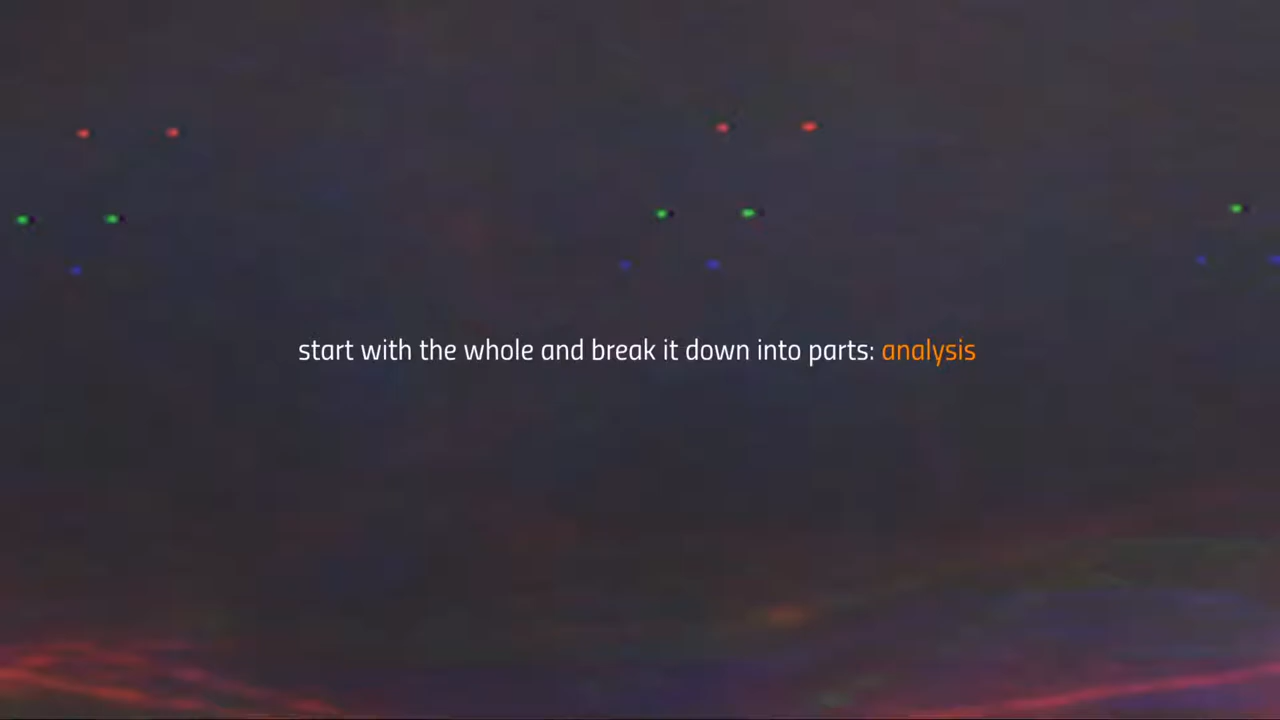 start with the whole and break it down into parts: analysis